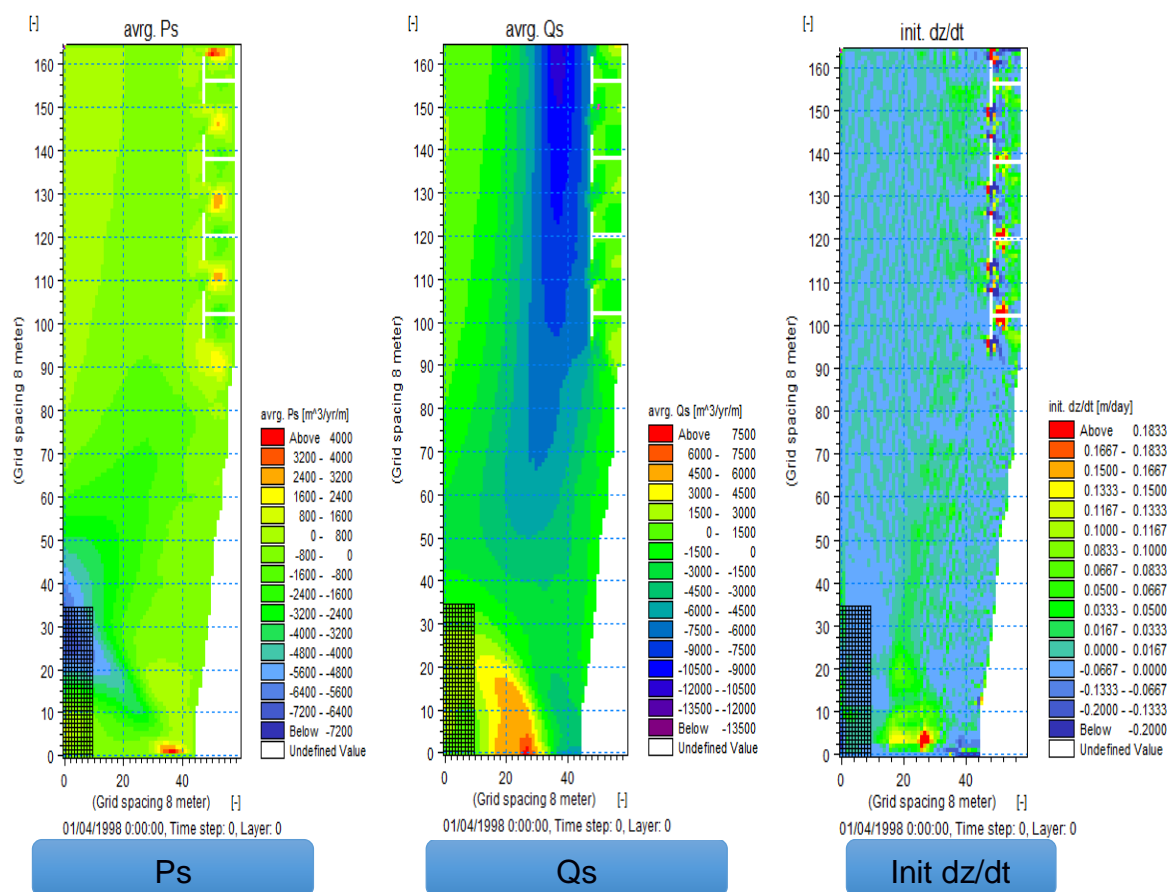 [-]
avrg. Ps
160
150
140
130
120
110
100
90
80
70
60
50
40
30
20
10
0
(Grid spacing 8 meter)
0 20 40
(Grid spacing 8 meter) [-]
01/04/1998 0:00:00, Time step: 0, Layer: 0
avrg. Ps [m^3/yr/m]
Above 4000
3200 - 4000
2400 - 3200
1600 - 2400
800 - 1600
0 - 800
-800 - 0
-1600 - -800
-2400 - -1600
-3200 - -2400
-4000 - -3200
-4800 - -4000
-5600 - -4800
-6400 - -5600
-7200 - -6400
Below -7200
Undefined Value
Ps
[-]
avrg. Qs
160
150
140
130
120
110
100
90
80
70
60
50
40
30
20
10
0
(Grid spacing 8 meter)
0 20 40
(Grid spacing 8 meter) [-]
01/04/1998 0:00:00, Time step: 0, Layer: 0
avrg. Qs [m^3/yr/m]
Above 7500
6000 - 7500
4500 - 6000
3000 - 4500
1500 - 3000
0 - 1500
-1500 - 0
-3000 - -1500
-4500 - -3000
-6000 - -4500
-7500 - -6000
-9000 - -7500
-10500 - -9000
-12000 - -10500
-13500 - -12000
Below -13500
Undefined Value
Qs
[-]
init. dz/dt
160
150
140
130
120
110
100
90
80
70
60
50
40
30
20
10
0
(Grid spacing 8 meter)
0 20 40
(Grid spacing 8 meter) [-]
01/04/1998 0:00:00, Time step: 0, Layer: 0
init. dz/dt [m/day]
Above 0.1833
0.1667 - 0.1833
0.1500 - 0.1667
0.1333 - 0.1500
0.1167 - 0.1333
0.1000 - 0.1167
0.0833 - 0.1000
0.0667 - 0.0833
0.0500 - 0.0667
0.0333 - 0.0500
0.0167 - 0.0333
0.0000 - 0.0167
-0.0667 - 0.0000
-0.1333 - -0.0667
-0.2000 - -0.1333
Below -0.2000
Undefined Value
Init dz/dt